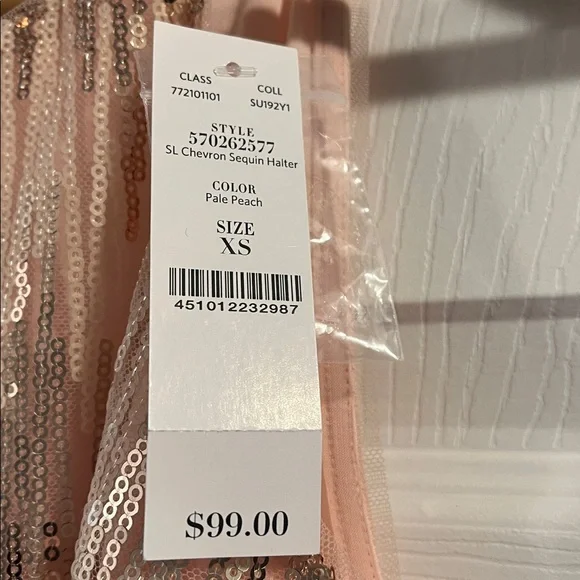 CLASS COLL
772101101 SU192Y1
STYLE
570262577
SL Chevron Sequin Halter
COLOR
Pale Peach
SIZE
XS
451012232987
$99.00